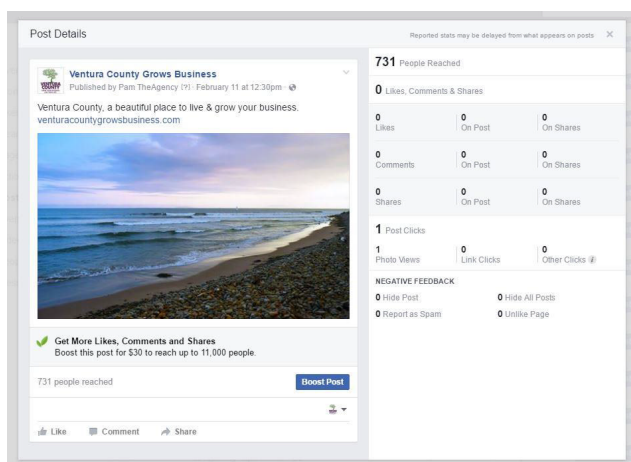 Post Details
Reported stats may be delayed from what appears on posts
Ventura County Grows Business
Published by Pam TheAgency [?] · February 11 at 12:30pm ·
Ventura County, a beautiful place to live & grow your business.
venturacountygrowsbusiness.com
Get More Likes, Comments and Shares
Boost this post for $30 to reach up to 11,000 people.
731 people reached
Boost Post
Like Comment Share
731 People Reached
0 Likes, Comments & Shares
0 0 0
Likes On Post On Shares
0 0 0
Comments On Post On Shares
0 0 0
Shares On Post On Shares
1 Post Clicks
1 0 0
Photo Views Link Clicks Other Clicks i
NEGATIVE FEEDBACK
0 Hide Post 0 Hide All Posts
0 Report as Spam 0 Unlike Page